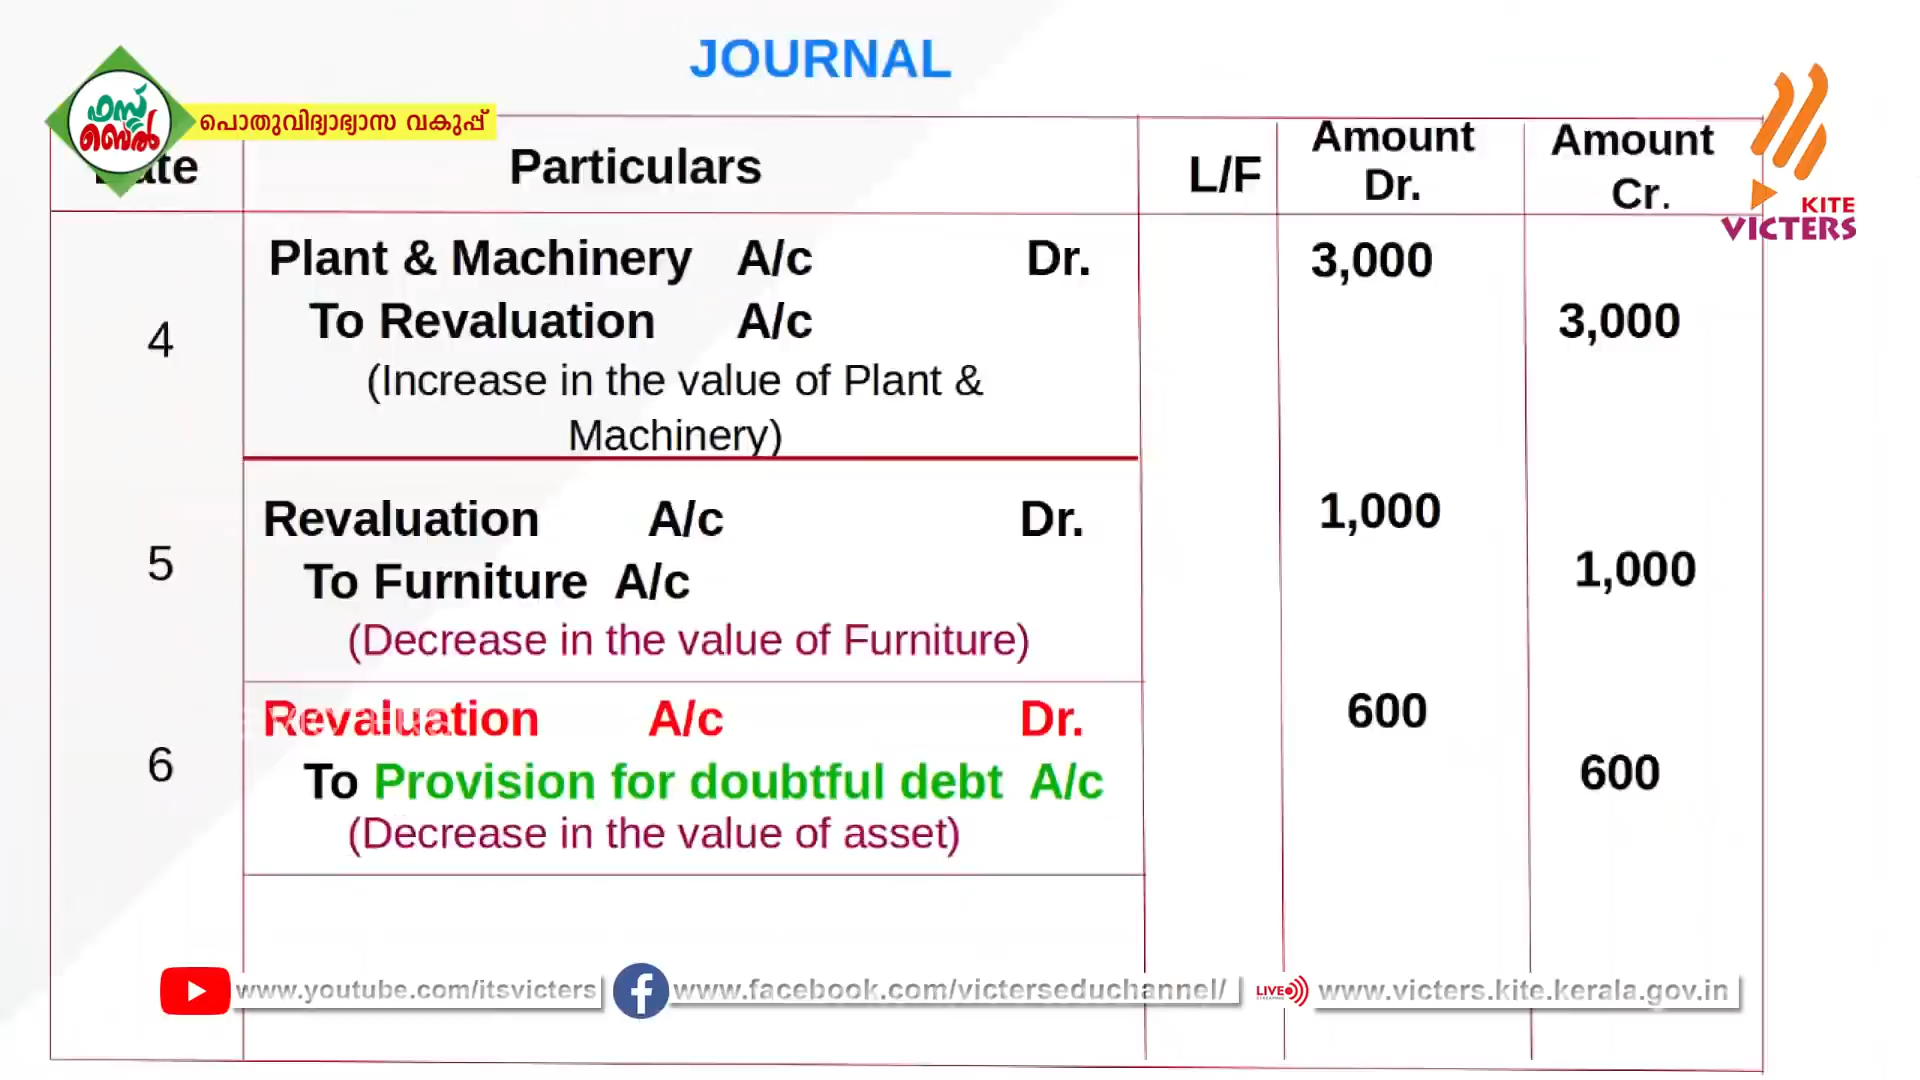 JOURNAL
ഫസ്റ്റ്
ബെൽ
പൊതുവിദ്യാഭ്യാസ വകുപ്പ്
Particulars L/F Amount Dr. Amount Cr.
KITE
VICTERS
4 Plant & Machinery A/c Dr. 3,000
To Revaluation A/c 3,000
(Increase in the value of Plant &
Machinery)
5 Revaluation A/c Dr. 1,000
To Furniture A/c 1,000
(Decrease in the value of Furniture)
6 Revaluation A/c Dr. 600
To Provision for doubtful debt A/c 600
(Decrease in the value of asset)
www.youtube.com/itsvicters www.facebook.com/victerseduchannel/ LIVE www.victers.kite.kerala.gov.in